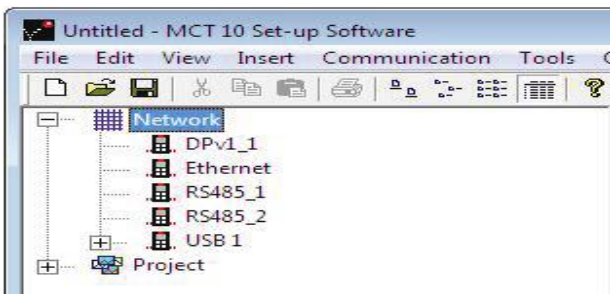 Untitled - MCT 10 Set-up Software
File Edit View Insert Communication Tools
Network
DPv1_1
Ethernet
RS485_1
RS485_2
USB 1
Project